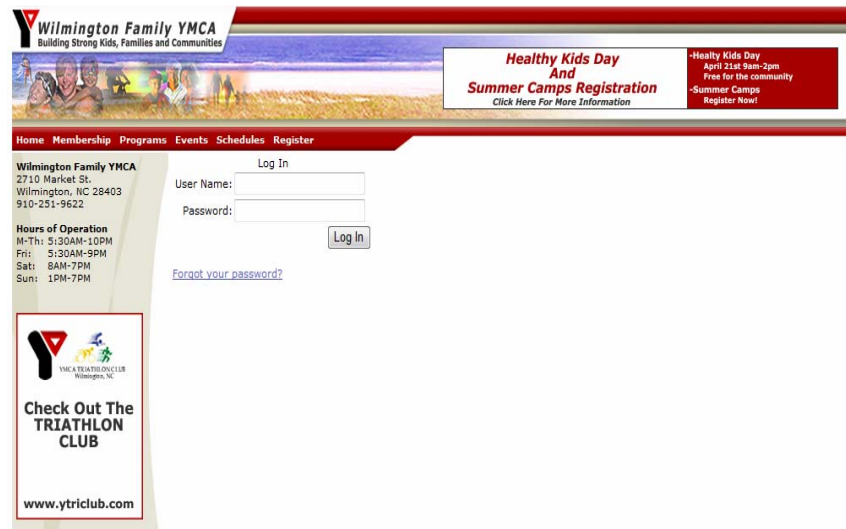 Wilmington Family YMCA
Building Strong Kids, Families and Communities
Healthy Kids Day
And
Summer Camps Registration
Click Here For More Information
-Healty Kids Day
April 21st 9am-2pm
Free for the community
-Summer Camps
Register Now!
Home Membership Programs Events Schedules Register
Wilmington Family YMCA
2710 Market St.
Wilmington, NC 28403
910-251-9622
Hours of Operation
M-Th: 5:30AM-10PM
Fri: 5:30AM-9PM
Sat: 8AM-7PM
Sun: 1PM-7PM
Log In
User Name:
Password:
Log In
Forgot your password?
YMCA TRIATHLON CLUB
Wilmington, NC
Check Out The
TRIATHLON
CLUB
www.ytriclub.com